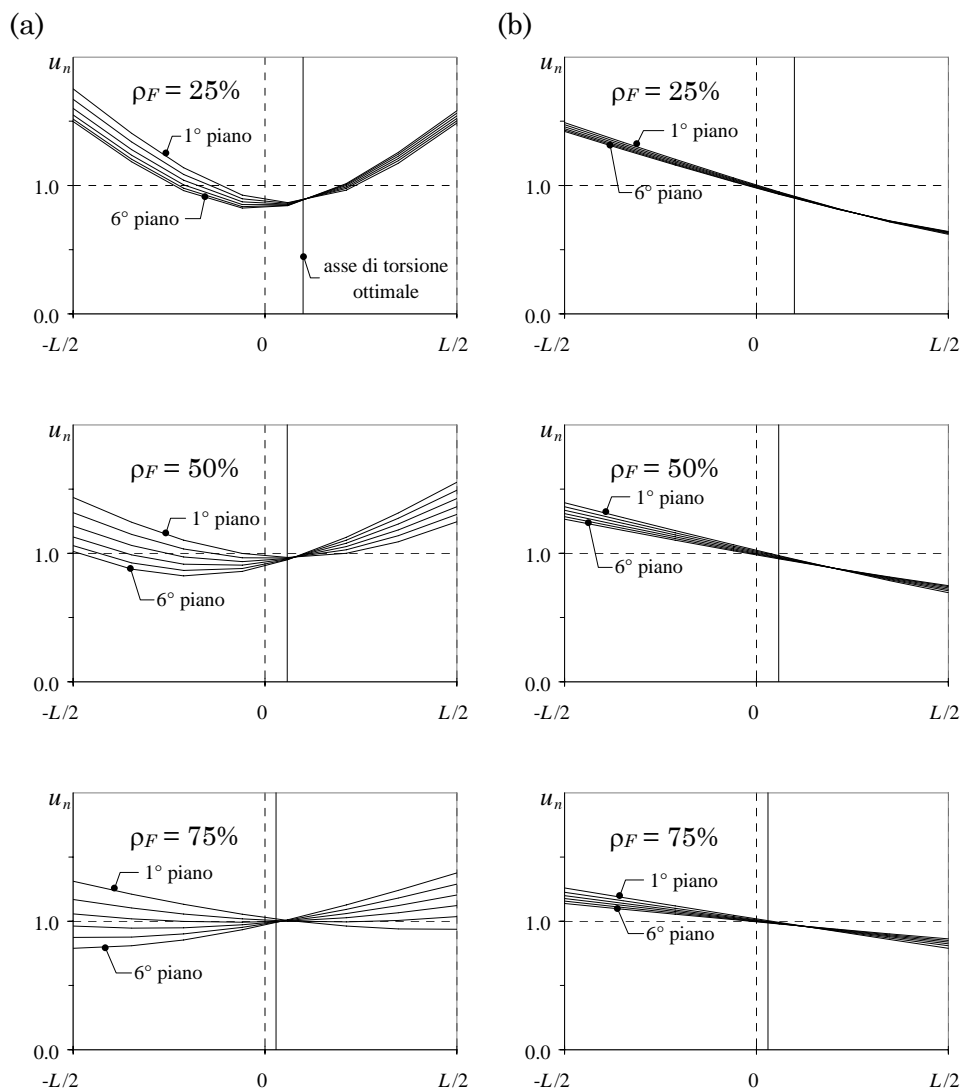 (a)
(b)
u_n
ρ_F = 25%
1° piano
6° piano
asse di torsione
ottimale
1.0
0.0
-L/2
0
L/2
u_n
ρ_F = 25%
1° piano
6° piano
1.0
0.0
-L/2
0
L/2
u_n
ρ_F = 50%
1° piano
6° piano
1.0
0.0
-L/2
0
L/2
u_n
ρ_F = 50%
1° piano
6° piano
1.0
0.0
-L/2
0
L/2
u_n
ρ_F = 75%
1° piano
6° piano
1.0
0.0
-L/2
0
L/2
u_n
ρ_F = 75%
1° piano
6° piano
1.0
0.0
-L/2
0
L/2